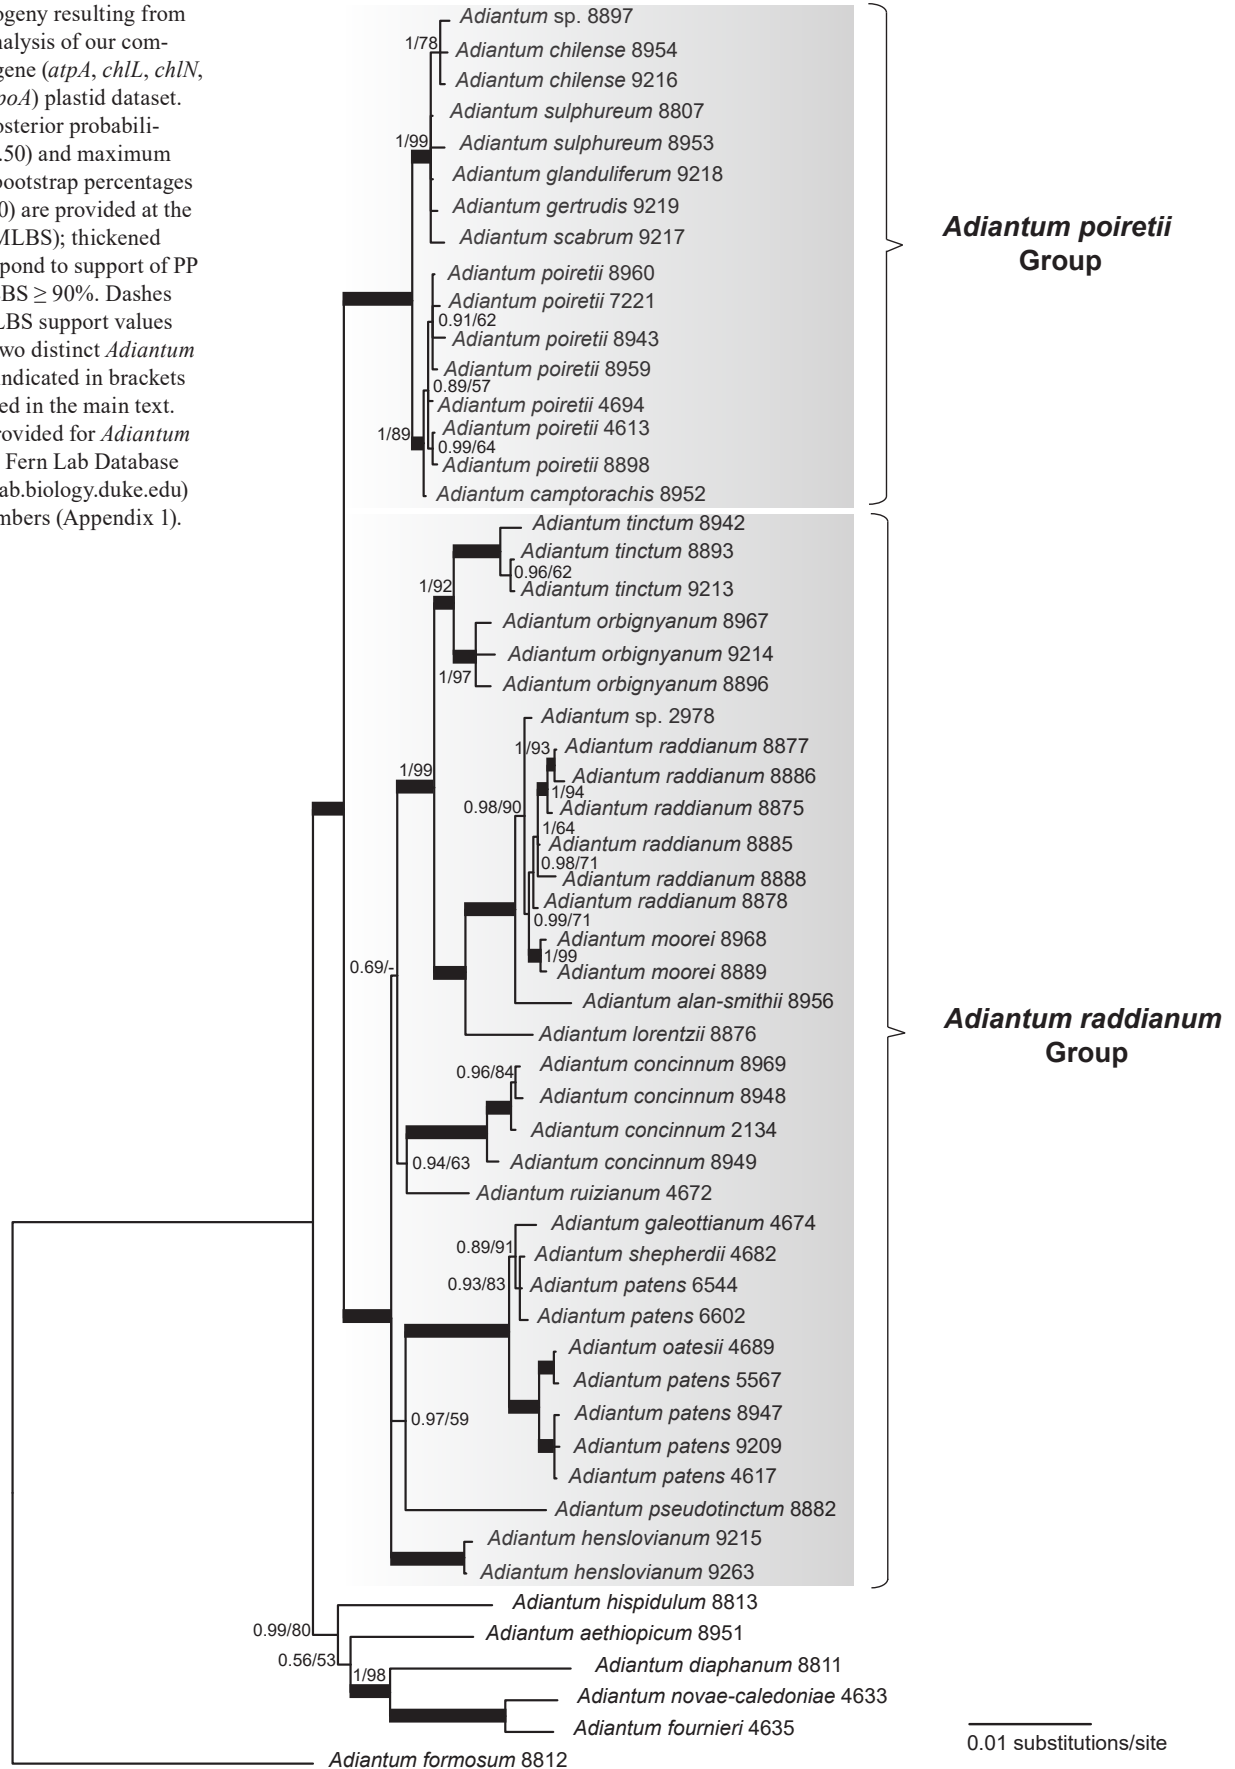 ogeny resulting from
nalysis of our com-
gene (atpA, chlL, chlN,
poA) plastid dataset.
osterior probabili-
.50) and maximum
bootstrap percentages
0) are provided at the
MLBS); thickened
pond to support of PP
LBS ≥ 90%. Dashes
LBS support values
wo distinct Adiantum
indicated in brackets
ed in the main text.
rovided for Adiantum
Fern Lab Database
ab.biology.duke.edu)
mbers (Appendix 1).
Adiantum sp. 8897
1/78
Adiantum chilense 8954
Adiantum chilense 9216
Adiantum sulphureum 8807
1/99
Adiantum sulphureum 8953
Adiantum glanduliferum 9218
Adiantum gertrudis 9219
Adiantum scabrum 9217
Adiantum poiretii
Group
Adiantum poiretii 8960
Adiantum poiretii 7221
0.91/62
Adiantum poiretii 8943
Adiantum poiretii 8959
0.89/57
Adiantum poiretii 4694
1/89
Adiantum poiretii 4613
0.99/64
Adiantum poiretii 8898
Adiantum camptorachis 8952
Adiantum tinctum 8942
Adiantum tinctum 8893
0.96/62
1/92
Adiantum tinctum 9213
Adiantum orbignyanum 8967
Adiantum orbignyanum 9214
1/97
Adiantum orbignyanum 8896
Adiantum sp. 2978
1/93
Adiantum raddianum 8877
1/99
Adiantum raddianum 8886
1/94
0.98/90
Adiantum raddianum 8875
1/64
Adiantum raddianum 8885
0.98/71
Adiantum raddianum 8888
Adiantum raddianum 8878
0.99/71
Adiantum moorei 8968
1/99
0.69/-
Adiantum moorei 8889
Adiantum alan-smithii 8956
Adiantum raddianum
Group
Adiantum lorentzii 8876
Adiantum concinnum 8969
0.96/84
Adiantum concinnum 8948
Adiantum concinnum 2134
0.94/63
Adiantum concinnum 8949
Adiantum ruizianum 4672
Adiantum galeottianum 4674
0.89/91
Adiantum shepherdii 4682
0.93/83
Adiantum patens 6544
Adiantum patens 6602
Adiantum oatesii 4689
Adiantum patens 5567
Adiantum patens 8947
0.97/59
Adiantum patens 9209
Adiantum patens 4617
Adiantum pseudotinctum 8882
Adiantum henslovianum 9215
Adiantum henslovianum 9263
Adiantum hispidulum 8813
0.99/80
Adiantum aethiopicum 8951
0.56/53
Adiantum diaphanum 8811
1/98
Adiantum novae-caledoniae 4633
Adiantum fournieri 4635
0.01 substitutions/site
Adiantum formosum 8812